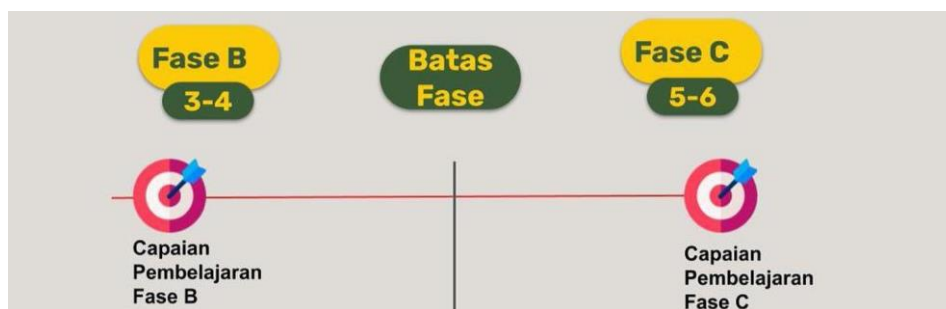 Fase B
3-4
Batas
Fase
Fase C
5-6
Capaian
Pembelajaran
Fase B
Capaian
Pembelajaran
Fase C